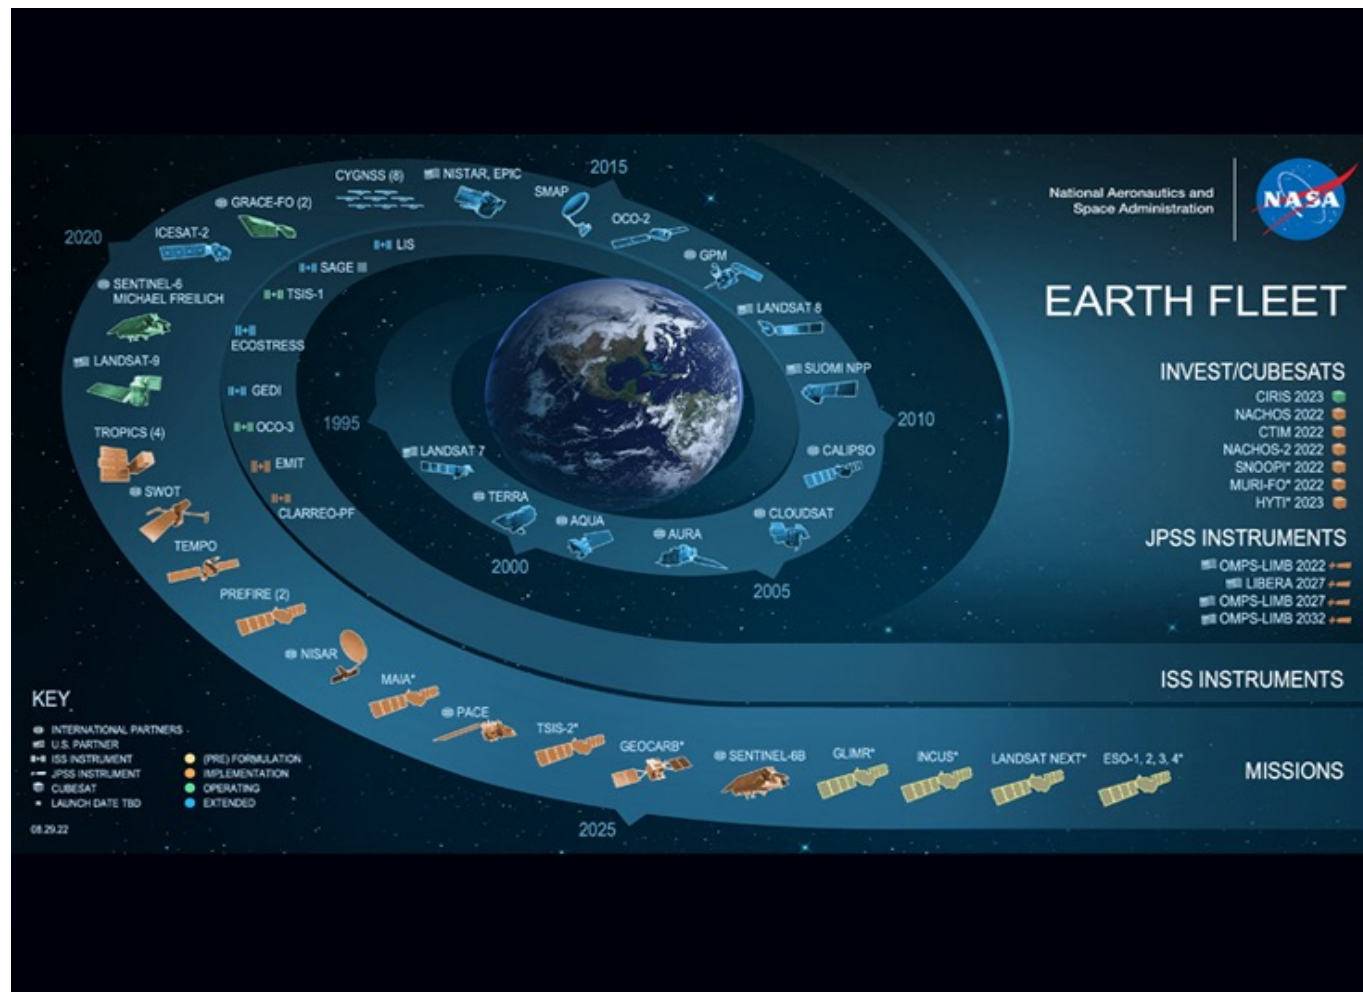 National Aeronautics and
Space Administration
NASA
EARTH FLEET
INVEST/CUBESATS
CIRIS 2023
NACHOS 2022
CTIM 2022
NACHOS-2 2022
SNOOPI* 2022
MURI-FO* 2022
HYTI* 2023
JPSS INSTRUMENTS
OMPS-LIMB 2022
LIBERA 2027
OMPS-LIMB 2027
OMPS-LIMB 2032
ISS INSTRUMENTS
MISSIONS
1995
LANDSAT 7
TERRA
2000
AQUA
AURA
2005
CLOUDSAT
CALIPSO
2010
SUOMI NPP
LANDSAT 8
GPM
OCO-2
2015
SMAP
NISTAR, EPIC
CYGNSS (8)
GRACE-FO (2)
ICESAT-2
2020
SENTINEL-6
MICHAEL FREILICH
LANDSAT-9
TROPICS (4)
SWOT
TEMPO
PREFIRE (2)
NISAR
MAIA*
PACE
TSIS-2*
GEOCARB*
2025
SENTINEL-6B
GLIMR*
INCUS*
LANDSAT NEXT*
ESO-1, 2, 3, 4*
LIS
SAGE III
TSIS-1
ECOSTRESS
GEDI
OCO-3
EMIT
CLARREO-PF
KEY
INTERNATIONAL PARTNERS
U.S. PARTNER
ISS INSTRUMENT
JPSS INSTRUMENT
CUBESAT
* LAUNCH DATE TBD
(PRE) FORMULATION
IMPLEMENTATION
OPERATING
EXTENDED
08.29.22